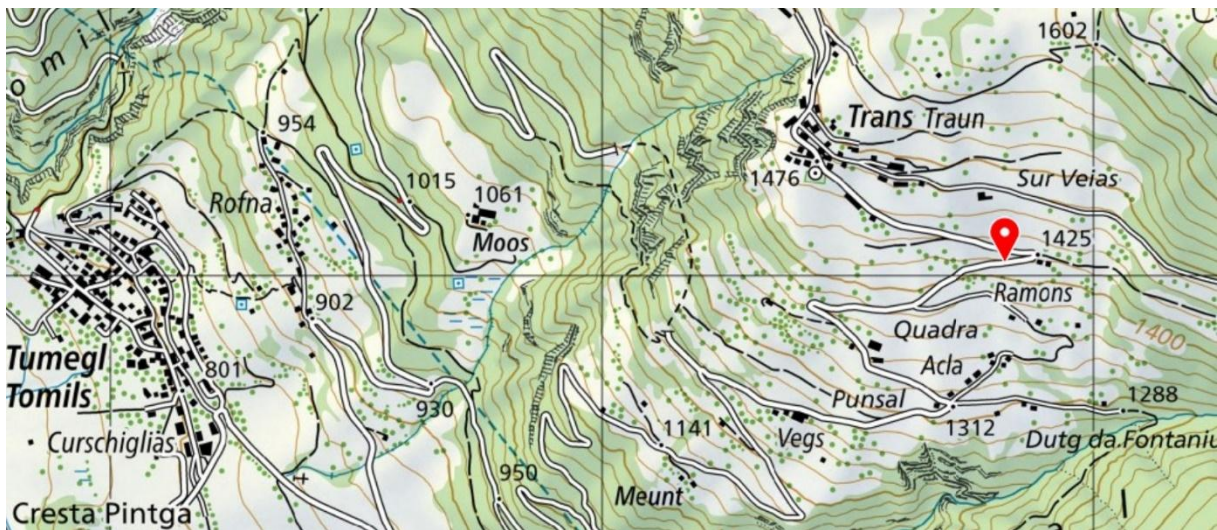 1602
o m i
Trans Traun
954
1476
1015
1061
Sur Veias
Rofna
Moos
1425
Ramons
902
1400
Quadra
Tumegl
Tomils
801
Acla
930
Punsal
1288
1141
Vegs
1312
Curschiglias
Dutg da Fontaniu
950
Meunt
Cresta Pintga